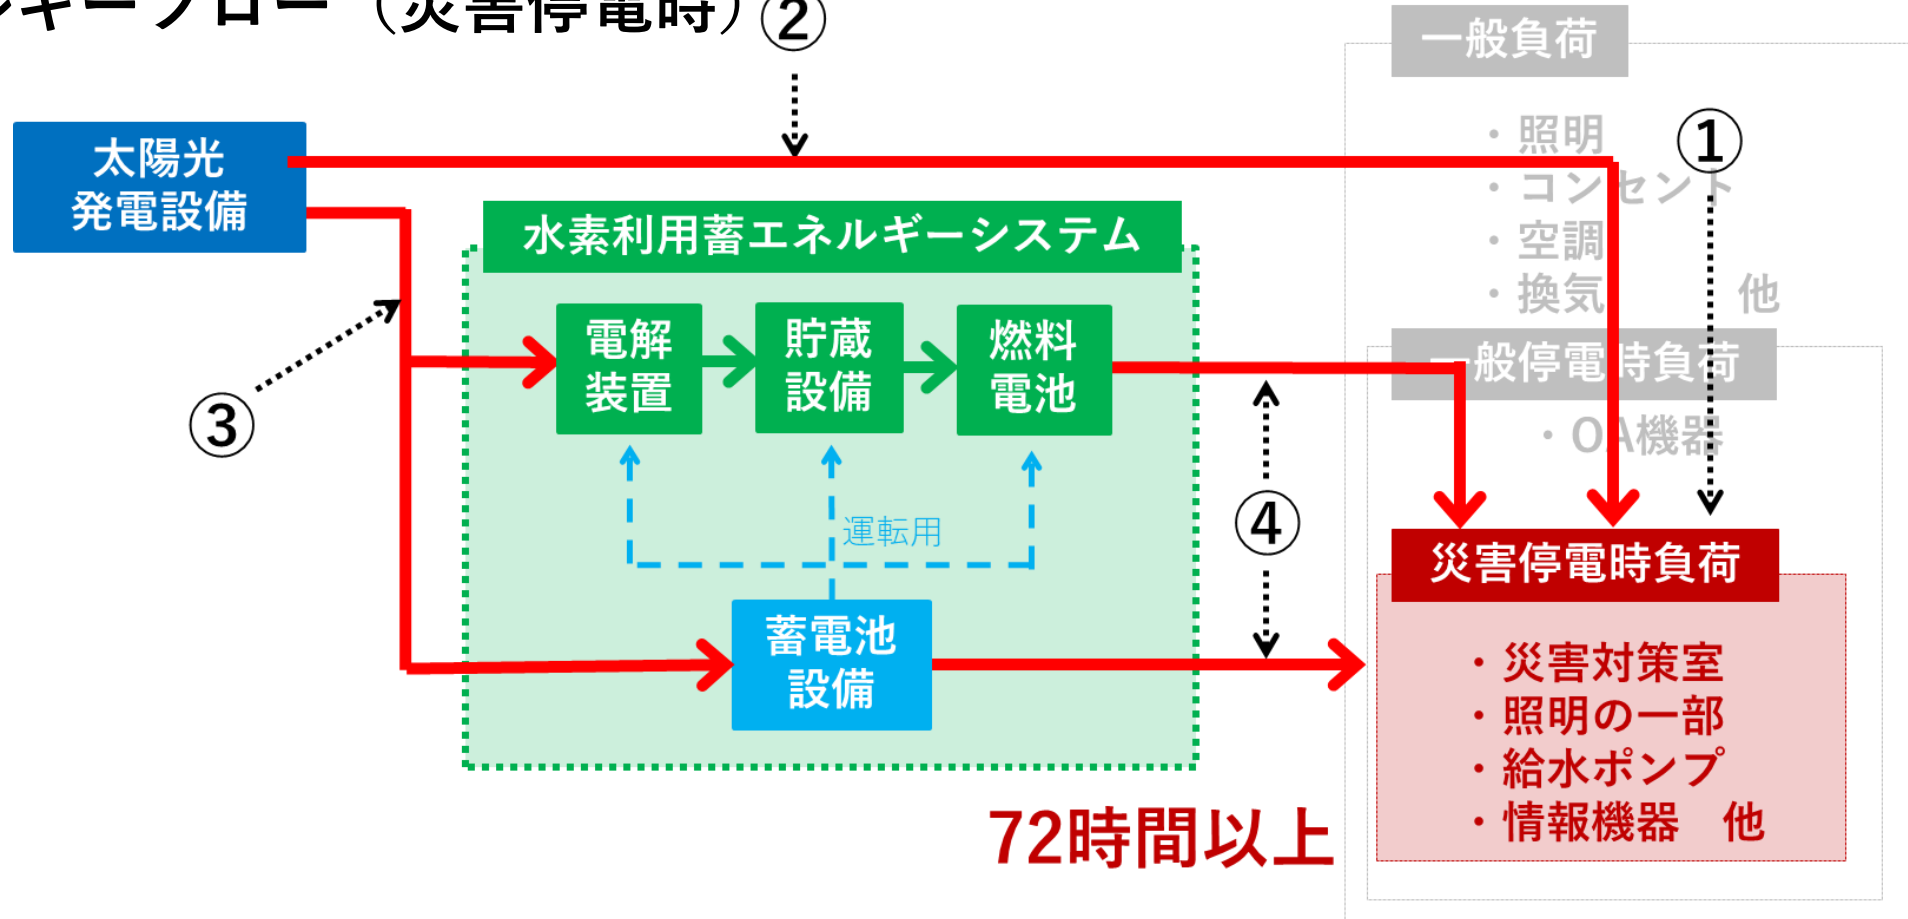 ルギーフロー（災害停電時）
②
一般負荷
・照明
・コンセント
・空調
・換気　他
①
太陽光
発電設備
水素利用蓄エネルギーシステム
電解
装置
貯蔵
設備
燃料
電池
一般停電時負荷
・OA機器
③
④
運転用
蓄電池
設備
災害停電時負荷
・災害対策室
・照明の一部
・給水ポンプ
・情報機器　他
72時間以上